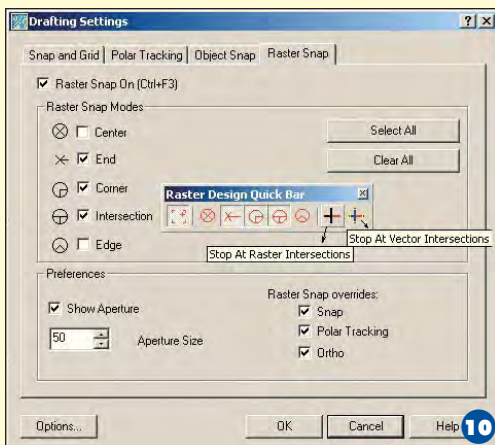 Drafting Settings
Snap and Grid Polar Tracking Object Snap Raster Snap
Raster Snap On (Ctrl+F3)
Raster Snap Modes
Center
Select All
End
Clear All
Corner
Raster Design Quick Bar
Intersection
Stop At Vector Intersections
Stop At Raster Intersections
Edge
Preferences
Show Aperture
50
Aperture Size
Raster Snap overrides:
Snap
Polar Tracking
Ortho
Options...
OK
Cancel
Help
10